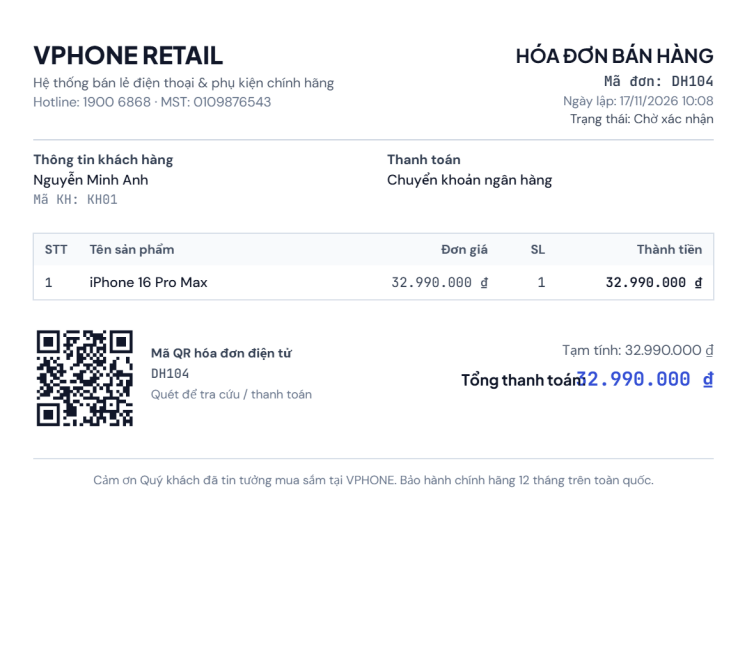 VPHONE RETAIL
Hệ thống bán lẻ điện thoại & phụ kiện chính hãng
Hotline: 1900 6868 · MST: 0109876543
HÓA ĐƠN BÁN HÀNG
Mã đơn: DH104
Ngày lập: 17/11/2026 10:08
Trạng thái: Chờ xác nhận
Thông tin khách hàng
Nguyễn Minh Anh
Mã KH: KH01
Thanh toán
Chuyển khoản ngân hàng
STT Tên sản phẩm Đơn giá SL Thành tiền
1 iPhone 16 Pro Max 32.990.000 ₫ 1 32.990.000 ₫
Mã QR hóa đơn điện tử
DH104
Quét để tra cứu / thanh toán
Tạm tính: 32.990.000 ₫
Tổng thanh toán: 32.990.000 ₫
Cảm ơn Quý khách đã tin tưởng mua sắm tại VPHONE. Bảo hành chính hãng 12 tháng trên toàn quốc.